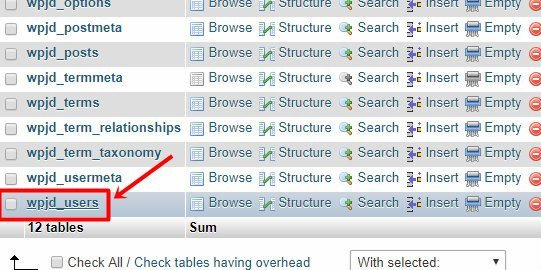 wpjd_options Browse Structure Search Insert Empty
wpjd_postmeta Browse Structure Search Insert Empty
wpjd_posts Browse Structure Search Insert Empty
wpjd_termmeta Browse Structure Search Insert Empty
wpjd_terms Browse Structure Search Insert Empty
wpjd_term_relationships Browse Structure Search Insert Empty
wpjd_term_taxonomy Browse Structure Search Insert Empty
wpjd_usermeta Browse Structure Search Insert Empty
wpjd_users Browse Structure Search Insert Empty
12 tables Sum
Check All / Check tables having overhead With selected: